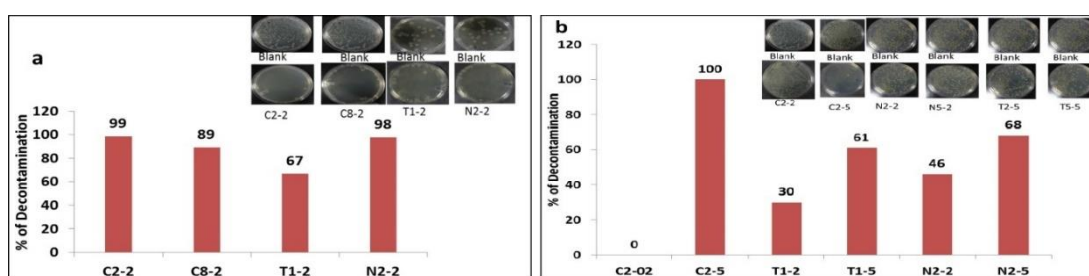 a
Blank Blank Blank Blank
C2-2 C8-2 T1-2 N2-2
% of Decontamination
120
100
80
60
40
20
0
99
89
67
98
C2-2 C8-2 T1-2 N2-2
b
Blank Blank Blank Blank Blank Blank
C2-2 C2-5 N2-2 N5-2 T2-5 T5-5
% of Decontamination
120
100
80
60
40
20
0
0
100
30
61
46
68
C2-O2 C2-5 T1-2 T1-5 N2-2 N2-5